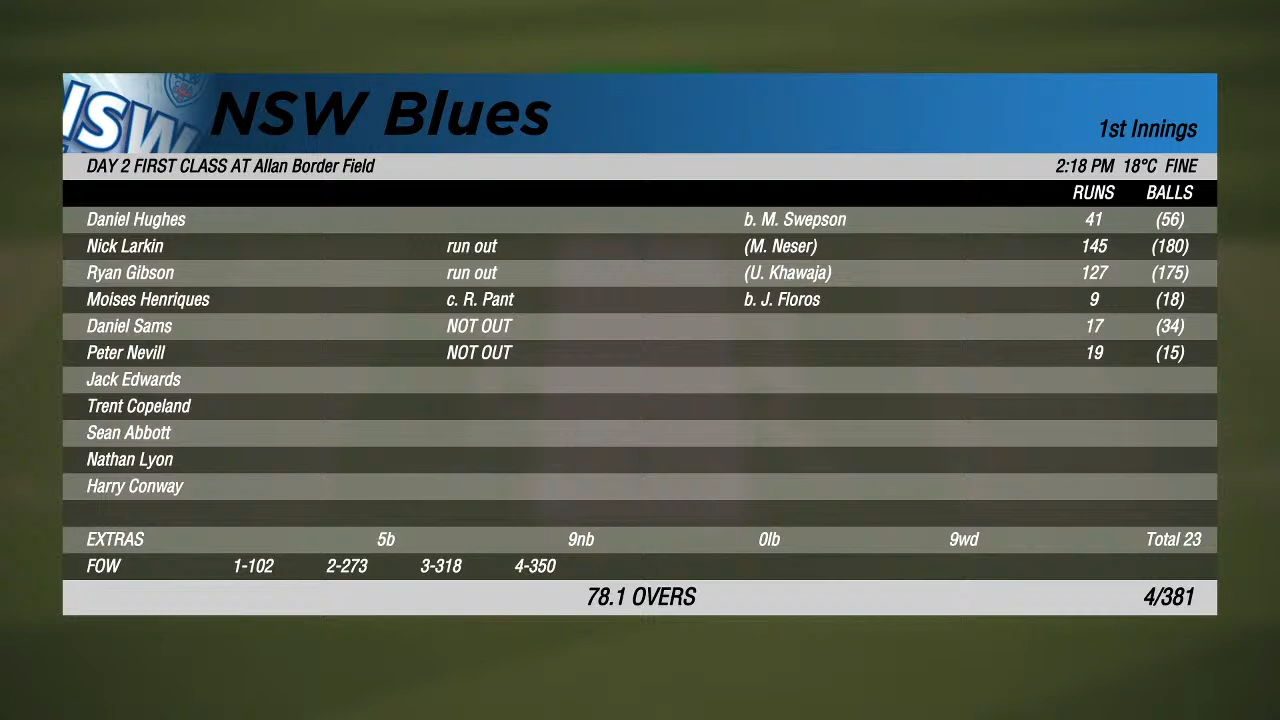 NSW
NSW Blues
1st Innings
DAY 2 FIRST CLASS AT Allan Border Field 2:18 PM 18°C FINE
RUNS BALLS
Daniel Hughes b. M. Swepson 41 (56)
Nick Larkin run out (M. Neser) 145 (180)
Ryan Gibson run out (U. Khawaja) 127 (175)
Moises Henriques c. R. Pant b. J. Floros 9 (18)
Daniel Sams NOT OUT 17 (34)
Peter Nevill NOT OUT 19 (15)
Jack Edwards
Trent Copeland
Sean Abbott
Nathan Lyon
Harry Conway
EXTRAS 5b 9nb 0lb 9wd Total 23
FOW 1-102 2-273 3-318 4-350
78.1 OVERS 4/381